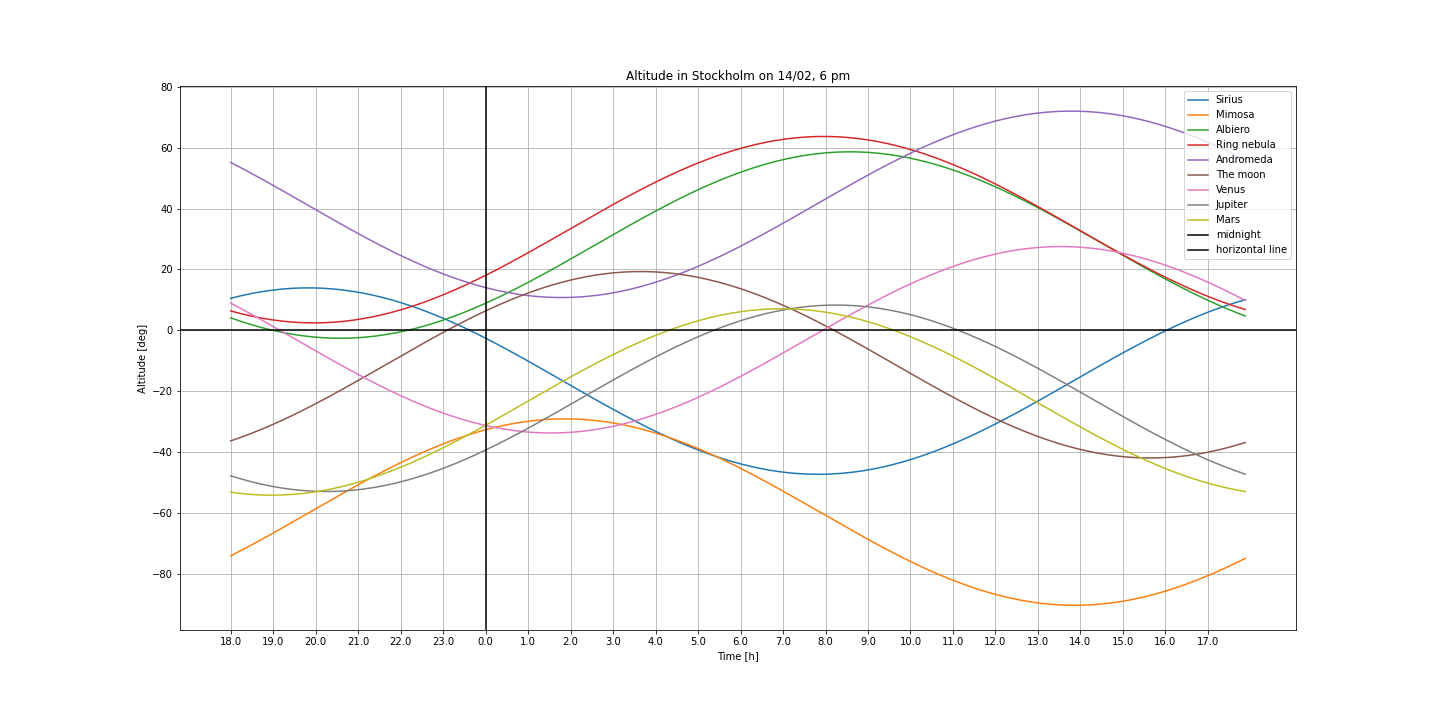 Altitude in Stockholm on 14/02, 6 pm
80
60
40
20
0
−20
−40
−60
−80
Altitude [deg]
Sirius
Mimosa
Albiero
Ring nebula
Andromeda
The moon
Venus
Jupiter
Mars
midnight
horizontal line
18.0 19.0 20.0 21.0 22.0 23.0 0.0 1.0 2.0 3.0 4.0 5.0 6.0 7.0 8.0 9.0 10.0 11.0 12.0 13.0 14.0 15.0 16.0 17.0
Time [h]